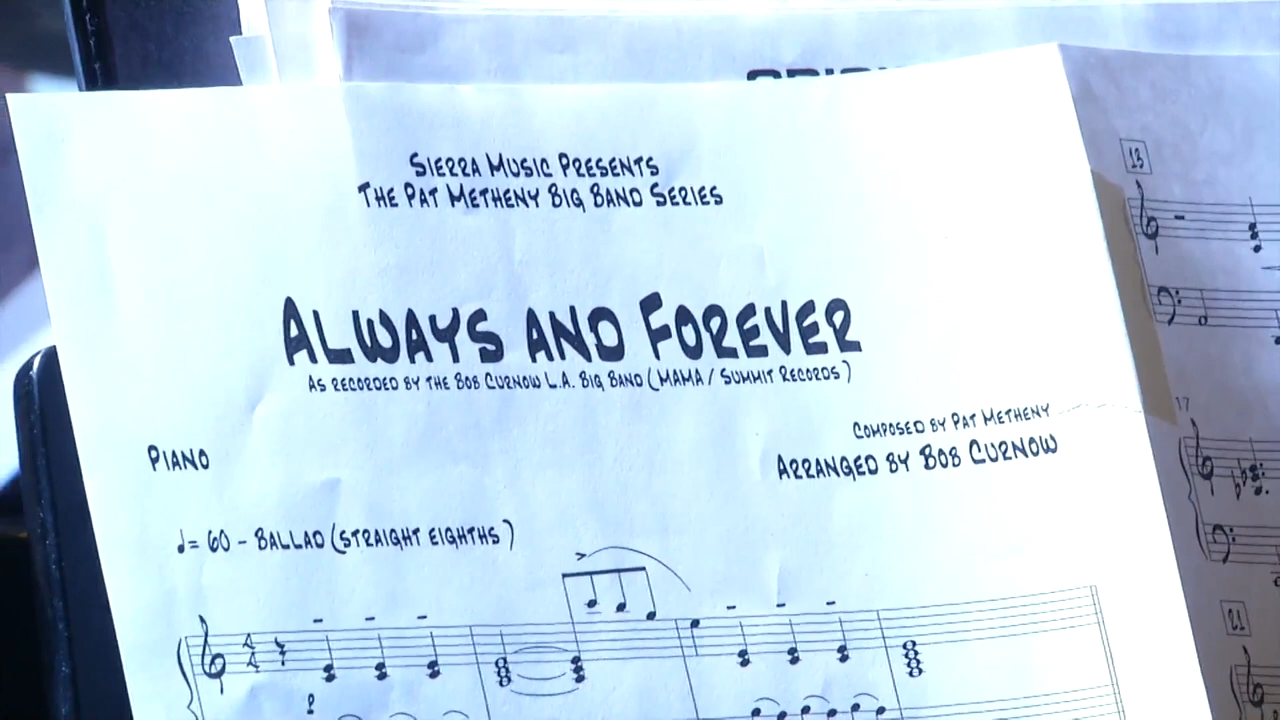 SIERRA MUSIC PRESENTS
THE PAT METHENY BIG BAND SERIES
ALWAYS AND FOREVER
AS RECORDED BY THE BOB CURNOW L.A. BIG BAND (MAMA / SUMMIT RECORDS)
COMPOSED BY PAT METHENY
ARRANGED BY BOB CURNOW
PIANO
♩= 60 - BALLAD (STRAIGHT EIGHTHS)
4
4
P
13
17
21